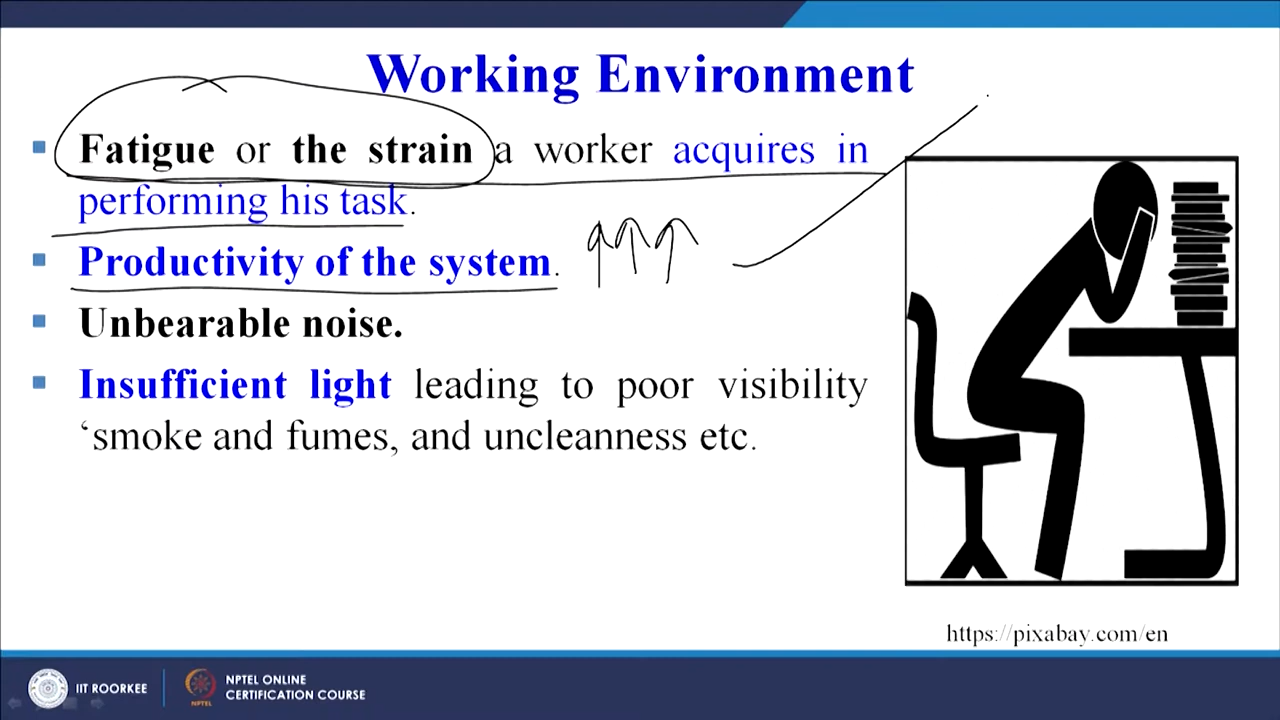 Working Environment
Fatigue or the strain a worker acquires in
performing his task.
Productivity of the system.
Unbearable noise.
Insufficient light leading to poor visibility
‘smoke and fumes, and uncleanness etc.
https://pixabay.com/en
IIT ROORKEE
NPTEL
NPTEL ONLINE
CERTIFICATION COURSE